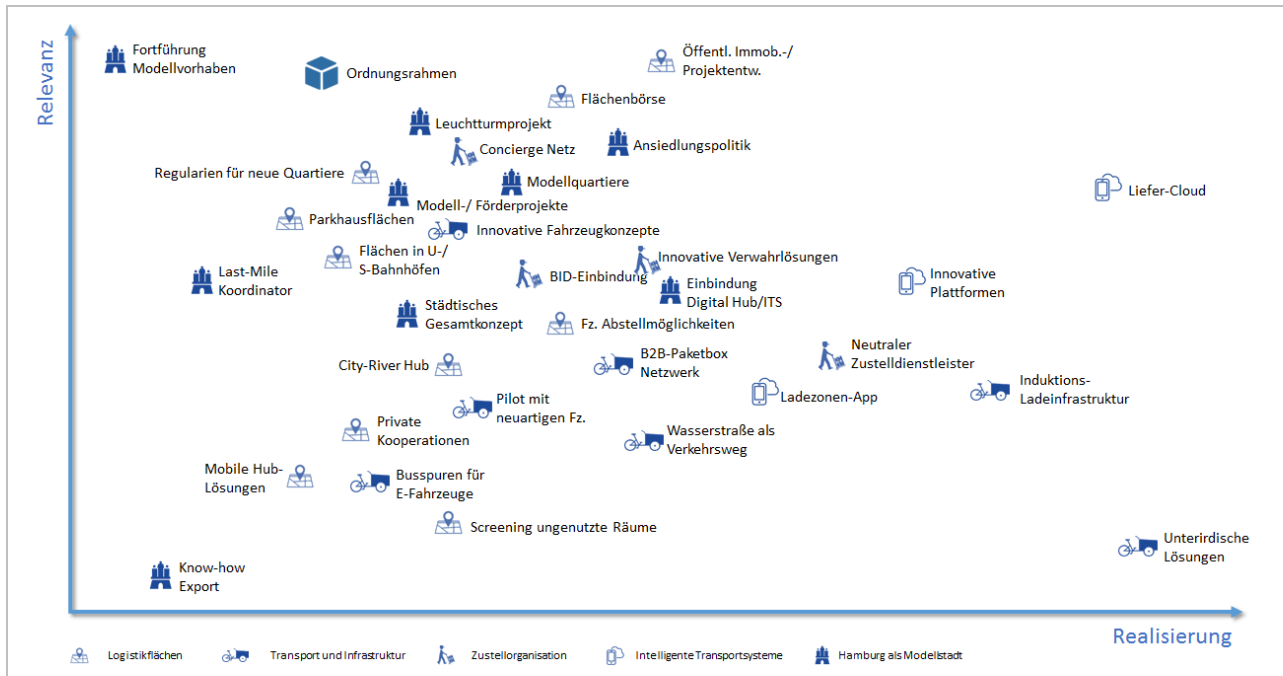 Relevanz
Fortführung
Modellvorhaben
Ordnungsrahmen
Öffentl. Immob.-/
Projektentw.
Flächenbörse
Leuchtturmprojekt
Concierge Netz
Ansiedlungspolitik
Regularien für neue Quartiere
Modellquartiere
Liefer-Cloud
Modell-/ Förderprojekte
Parkhausflächen
Innovative Fahrzeugkonzepte
Flächen in U-/
S-Bahnhöfen
Innovative Verwahrlösungen
BID-Einbindung
Last-Mile
Koordinator
Einbindung
Digital Hub/ITS
Innovative
Plattformen
Städtisches
Gesamtkonzept
Fz. Abstellmöglichkeiten
City-River Hub
B2B-Paketbox
Netzwerk
Neutraler
Zustelldienstleister
Ladezonen-App
Induktions-
Ladeinfrastruktur
Pilot mit
neuartigen Fz.
Private
Kooperationen
Wasserstraße als
Verkehrsweg
Mobile Hub-
Lösungen
Busspuren für
E-Fahrzeuge
Screening ungenutzte Räume
Unterirdische
Lösungen
Know-how
Export
Realisierung
Logistikflächen
Transport und Infrastruktur
Zustellorganisation
Intelligente Transportsysteme
Hamburg als Modellstadt